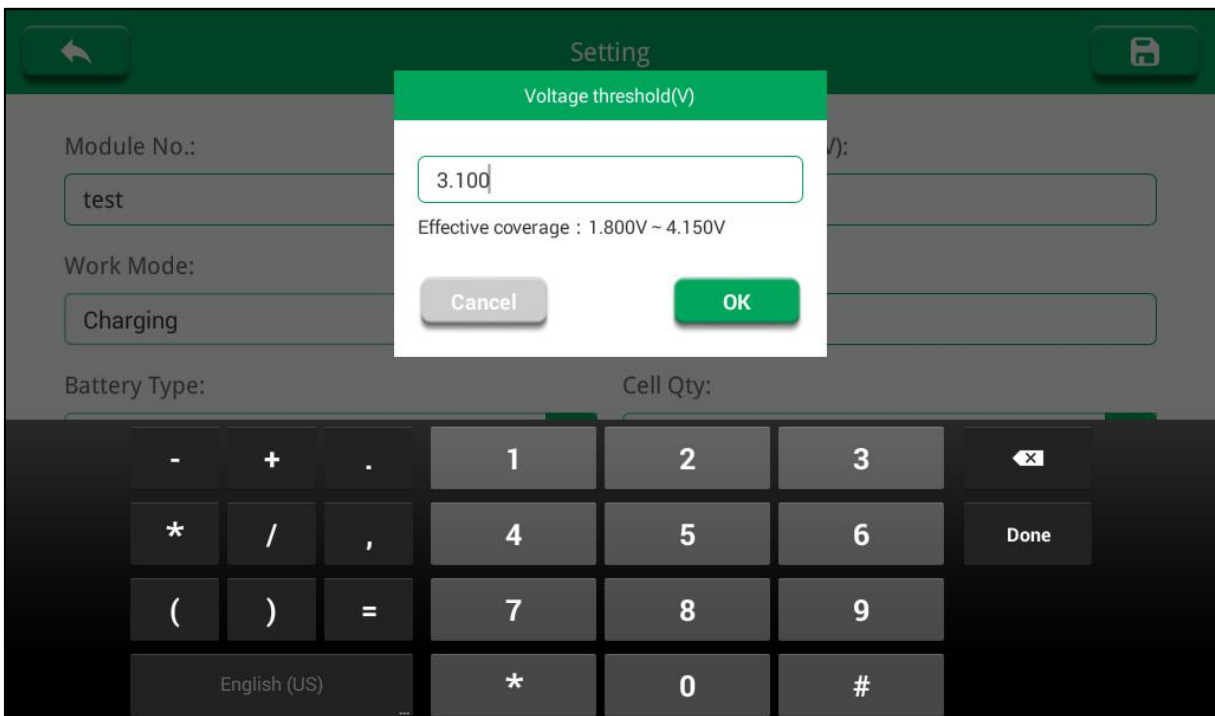 Setting
Voltage threshold(V)
Module No.:
V):
3.100
test
Effective coverage：1.800V ~ 4.150V
Work Mode:
Cancel
OK
Charging
Battery Type:
Cell Qty:
- + . 1 2 3
* / , 4 5 6 Done
( ) = 7 8 9
English (US) ... * 0 #